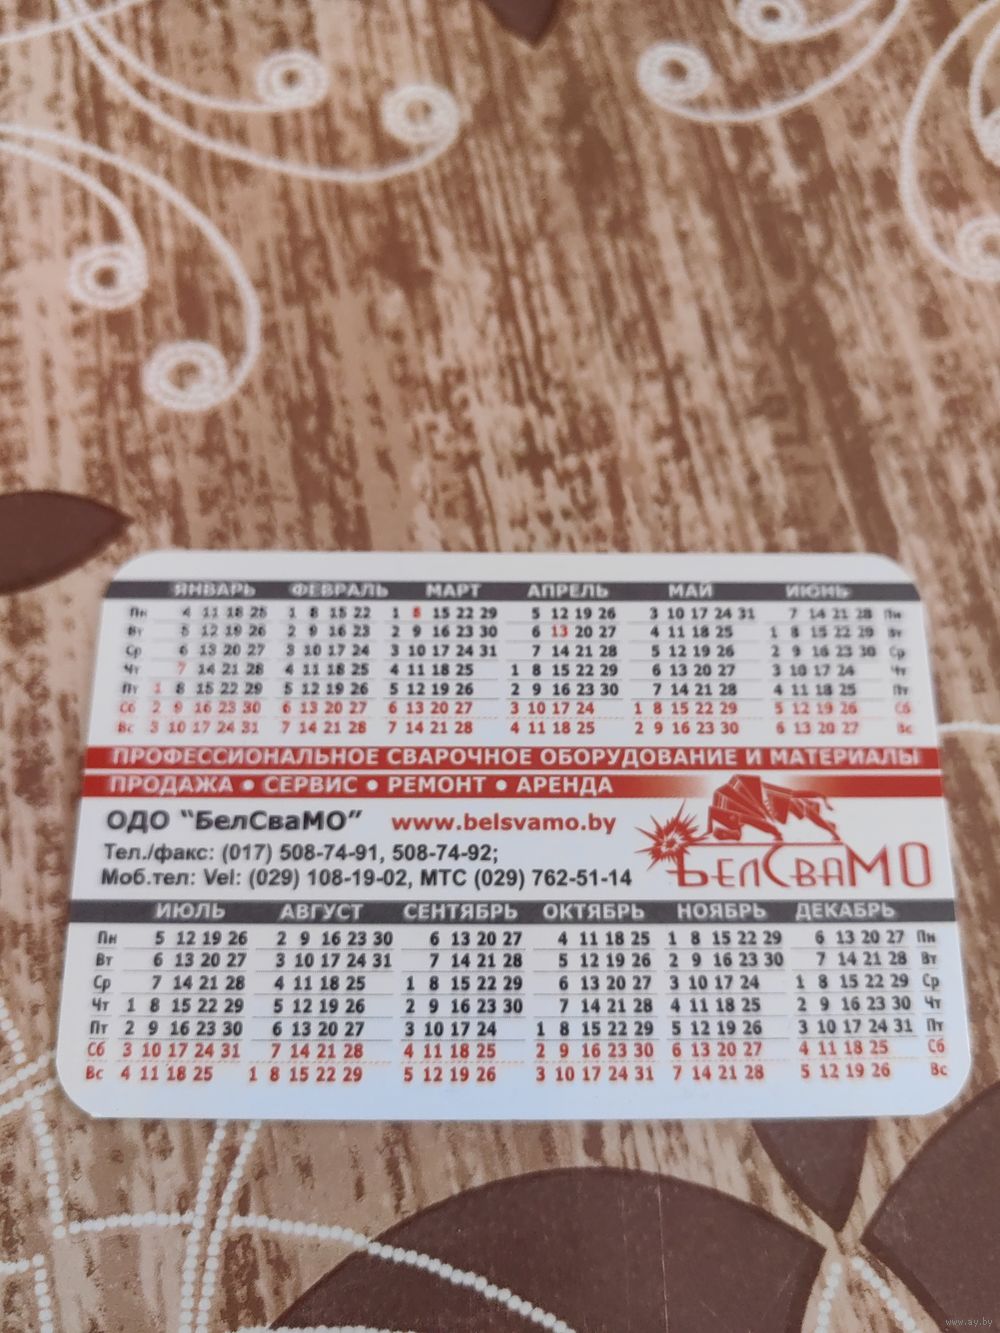 ЯНВАРЬ ФЕВРАЛЬ МАРТ АПРЕЛЬ МАЙ ИЮНЬ
Пн 4 11 18 25 1 8 15 22 1 8 15 22 29 5 12 19 26 3 10 17 24 31 7 14 21 28 Пн
Вт 5 12 19 26 2 9 16 23 2 9 16 23 30 6 13 20 27 4 11 18 25 1 8 15 22 29 Вт
Ср 6 13 20 27 3 10 17 24 3 10 17 24 31 7 14 21 28 5 12 19 26 2 9 16 23 30 Ср
Чт 7 14 21 28 4 11 18 25 4 11 18 25 1 8 15 22 29 6 13 20 27 3 10 17 24 Чт
Пт 1 8 15 22 29 5 12 19 26 5 12 19 26 2 9 16 23 30 7 14 21 28 4 11 18 25 Пт
Сб 2 9 16 23 30 6 13 20 27 6 13 20 27 3 10 17 24 1 8 15 22 29 5 12 19 26 Сб
Вс 3 10 17 24 31 7 14 21 28 7 14 21 28 4 11 18 25 2 9 16 23 30 6 13 20 27 Вс
ПРОФЕССИОНАЛЬНОЕ СВАРОЧНОЕ ОБОРУДОВАНИЕ И МАТЕРИАЛЫ
ПРОДАЖА • СЕРВИС • РЕМОНТ • АРЕНДА
ОДО "БелСваМО" www.belsvamo.by
Тел./факс: (017) 508-74-91, 508-74-92;
Моб.тел: Vel: (029) 108-19-02, МТС (029) 762-51-14
БелСваМО
ИЮЛЬ АВГУСТ СЕНТЯБРЬ ОКТЯБРЬ НОЯБРЬ ДЕКАБРЬ
Пн 5 12 19 26 2 9 16 23 30 6 13 20 27 4 11 18 25 1 8 15 22 29 6 13 20 27 Пн
Вт 6 13 20 27 3 10 17 24 31 7 14 21 28 5 12 19 26 2 9 16 23 30 7 14 21 28 Вт
Ср 7 14 21 28 4 11 18 25 1 8 15 22 29 6 13 20 27 3 10 17 24 1 8 15 22 29 Ср
Чт 1 8 15 22 29 5 12 19 26 2 9 16 23 30 7 14 21 28 4 11 18 25 2 9 16 23 30 Чт
Пт 2 9 16 23 30 6 13 20 27 3 10 17 24 1 8 15 22 29 5 12 19 26 3 10 17 24 31 Пт
Сб 3 10 17 24 31 7 14 21 28 4 11 18 25 2 9 16 23 30 6 13 20 27 4 11 18 25 Сб
Вс 4 11 18 25 1 8 15 22 29 5 12 19 26 3 10 17 24 31 7 14 21 28 5 12 19 26 Вс
www.ay.by